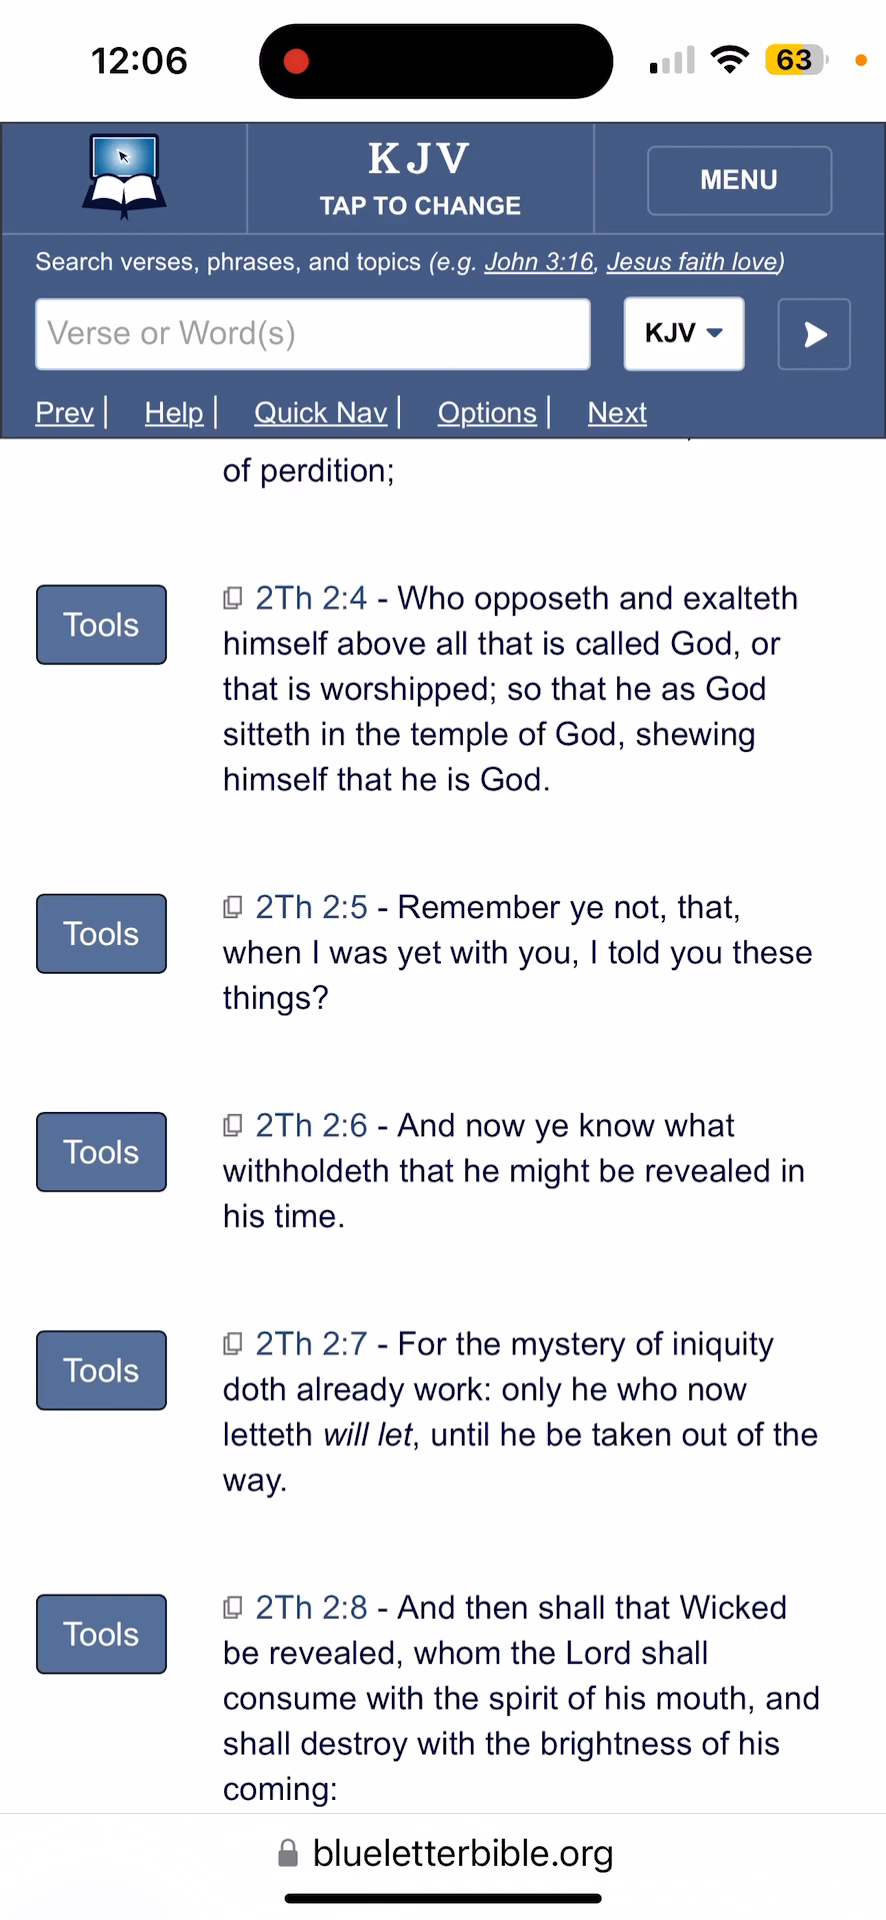 12:06
63
KJV
TAP TO CHANGE
MENU
Search verses, phrases, and topics (e.g. John 3:16, Jesus faith love)
Verse or Word(s)
KJV
Prev | Help | Quick Nav | Options | Next
of perdition;
Tools
2Th 2:4 - Who opposeth and exalteth
himself above all that is called God, or
that is worshipped; so that he as God
sitteth in the temple of God, shewing
himself that he is God.
Tools
2Th 2:5 - Remember ye not, that,
when I was yet with you, I told you these
things?
Tools
2Th 2:6 - And now ye know what
withholdeth that he might be revealed in
his time.
Tools
2Th 2:7 - For the mystery of iniquity
doth already work: only he who now
letteth will let, until he be taken out of the
way.
Tools
2Th 2:8 - And then shall that Wicked
be revealed, whom the Lord shall
consume with the spirit of his mouth, and
shall destroy with the brightness of his
coming:
blueletterbible.org